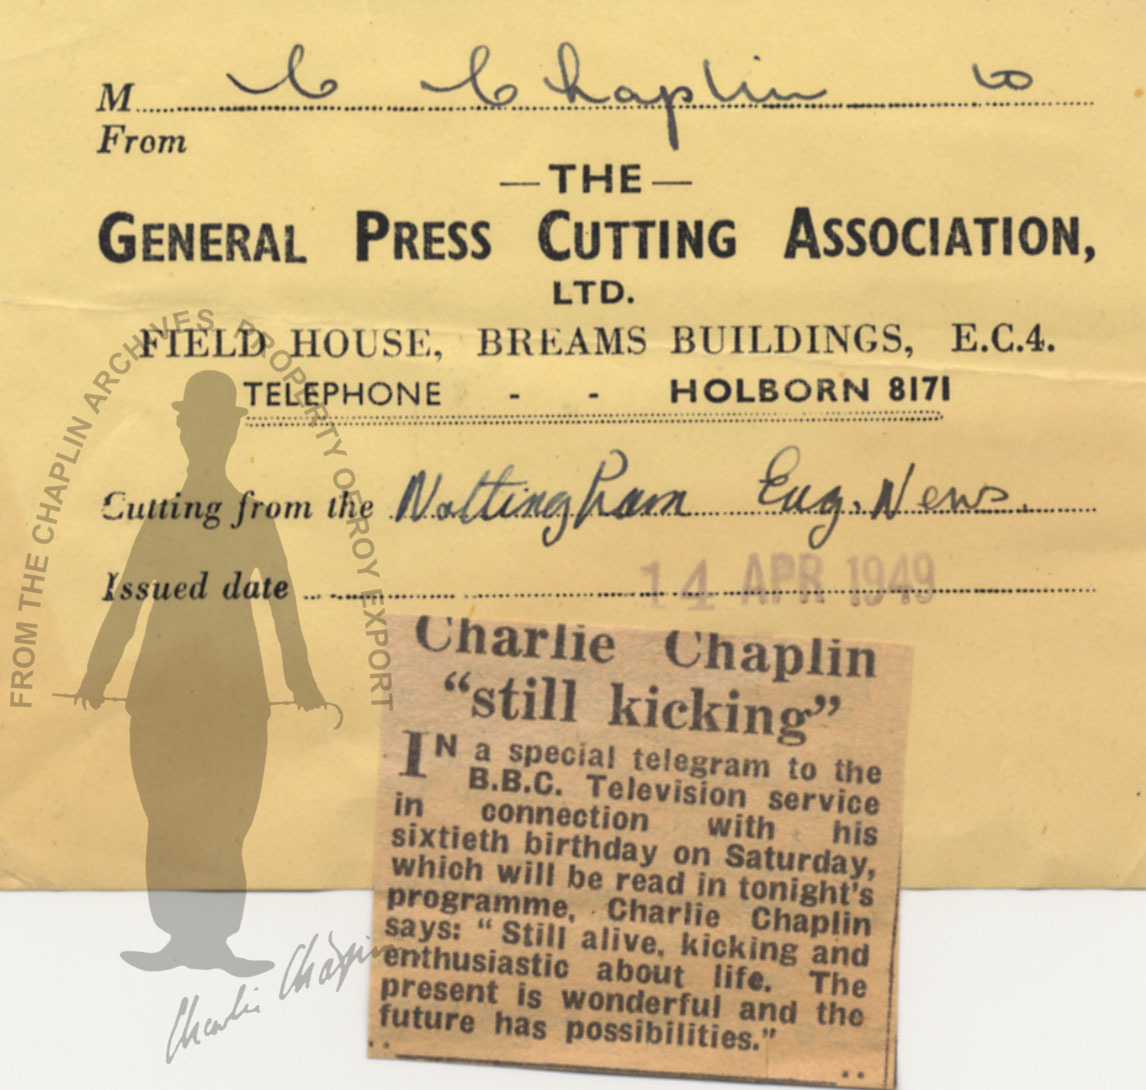 M C Chaplin
From
— THE —
GENERAL PRESS CUTTING ASSOCIATION,
LTD.
FIELD HOUSE, BREAMS BUILDINGS, E.C.4.
TELEPHONE - - HOLBORN 8171
Cutting from the Nottingham Eug. News.
Issued date 14 APR 1949
Charlie Chaplin
"still kicking"
IN a special telegram to the
B.B.C. Television service
in connection with his
sixtieth birthday on Saturday,
which will be read in tonight's
programme, Charlie Chaplin
says: "Still alive, kicking and
enthusiastic about life. The
present is wonderful and the
future has possibilities."
FROM THE CHAPLIN ARCHIVES PROPERTY OF ROY EXPORT
Charlie Chaplin